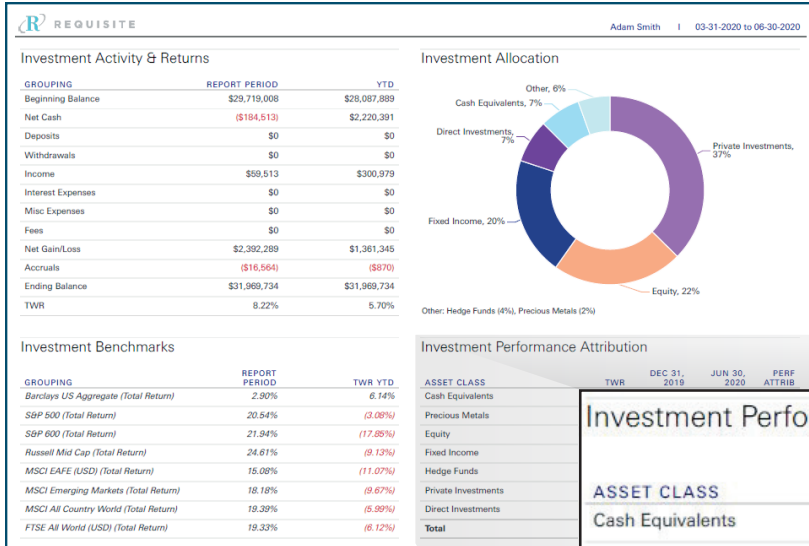 R REQUISITE
Adam Smith | 03-31-2020 to 06-30-2020
Investment Activity & Returns
GROUPING REPORT PERIOD YTD
Beginning Balance $29,719,008 $28,087,889
Net Cash ($184,513) $2,220,391
Deposits $0 $0
Withdrawals $0 $0
Income $59,513 $300,979
Interest Expenses $0 $0
Misc Expenses $0 $0
Fees $0 $0
Net Gain/Loss $2,392,289 $1,361,345
Accruals ($16,564) ($870)
Ending Balance $31,969,734 $31,969,734
TWR 8.22% 5.70%
Investment Allocation
Other, 6%
Cash Equivalents, 7%
Direct Investments,
7%
Private Investments,
37%
Fixed Income, 20%
Equity, 22%
Other: Hedge Funds (4%), Precious Metals (2%)
Investment Benchmarks
REPORT
GROUPING PERIOD TWR YTD
Barclays US Aggregate (Total Return) 2.90% 6.14%
S&P 500 (Total Return) 20.54% (3.08%)
S&P 600 (Total Return) 21.94% (17.85%)
Russell Mid Cap (Total Return) 24.61% (9.13%)
MSCI EAFE (USD) (Total Return) 15.08% (11.07%)
MSCI Emerging Markets (Total Return) 18.18% (9.67%)
MSCI All Country World (Total Return) 19.39% (5.99%)
FTSE All World (USD) (Total Return) 19.33% (6.12%)
Investment Performance Attribution
DEC 31, JUN 30, PERF
ASSET CLASS TWR 2019 2020 ATTRIB
Cash Equivalents
Precious Metals
Equity
Fixed Income
Hedge Funds
Private Investments
Direct Investments
Total
Investment Perfo
ASSET CLASS
Cash Equivalents